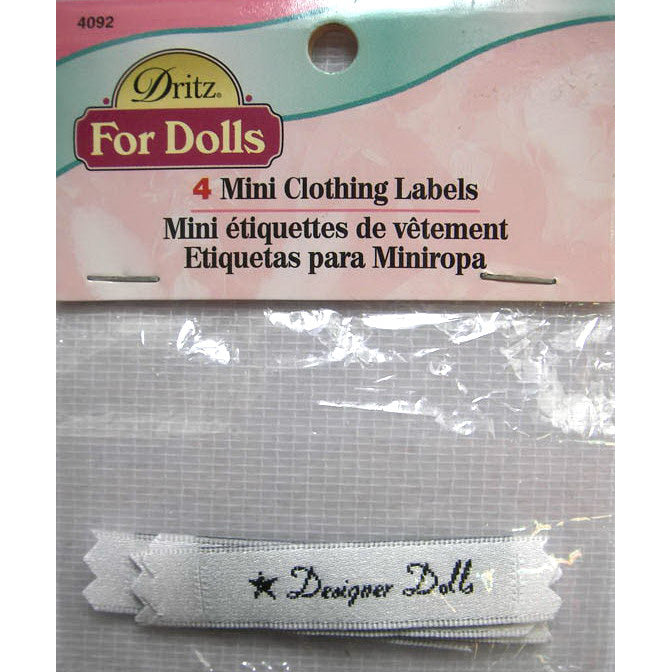 4092
Dritz®
For Dolls
4 Mini Clothing Labels
Mini étiquettes de vêtement
Etiquetas para Miniropa
★ Designer Dolls